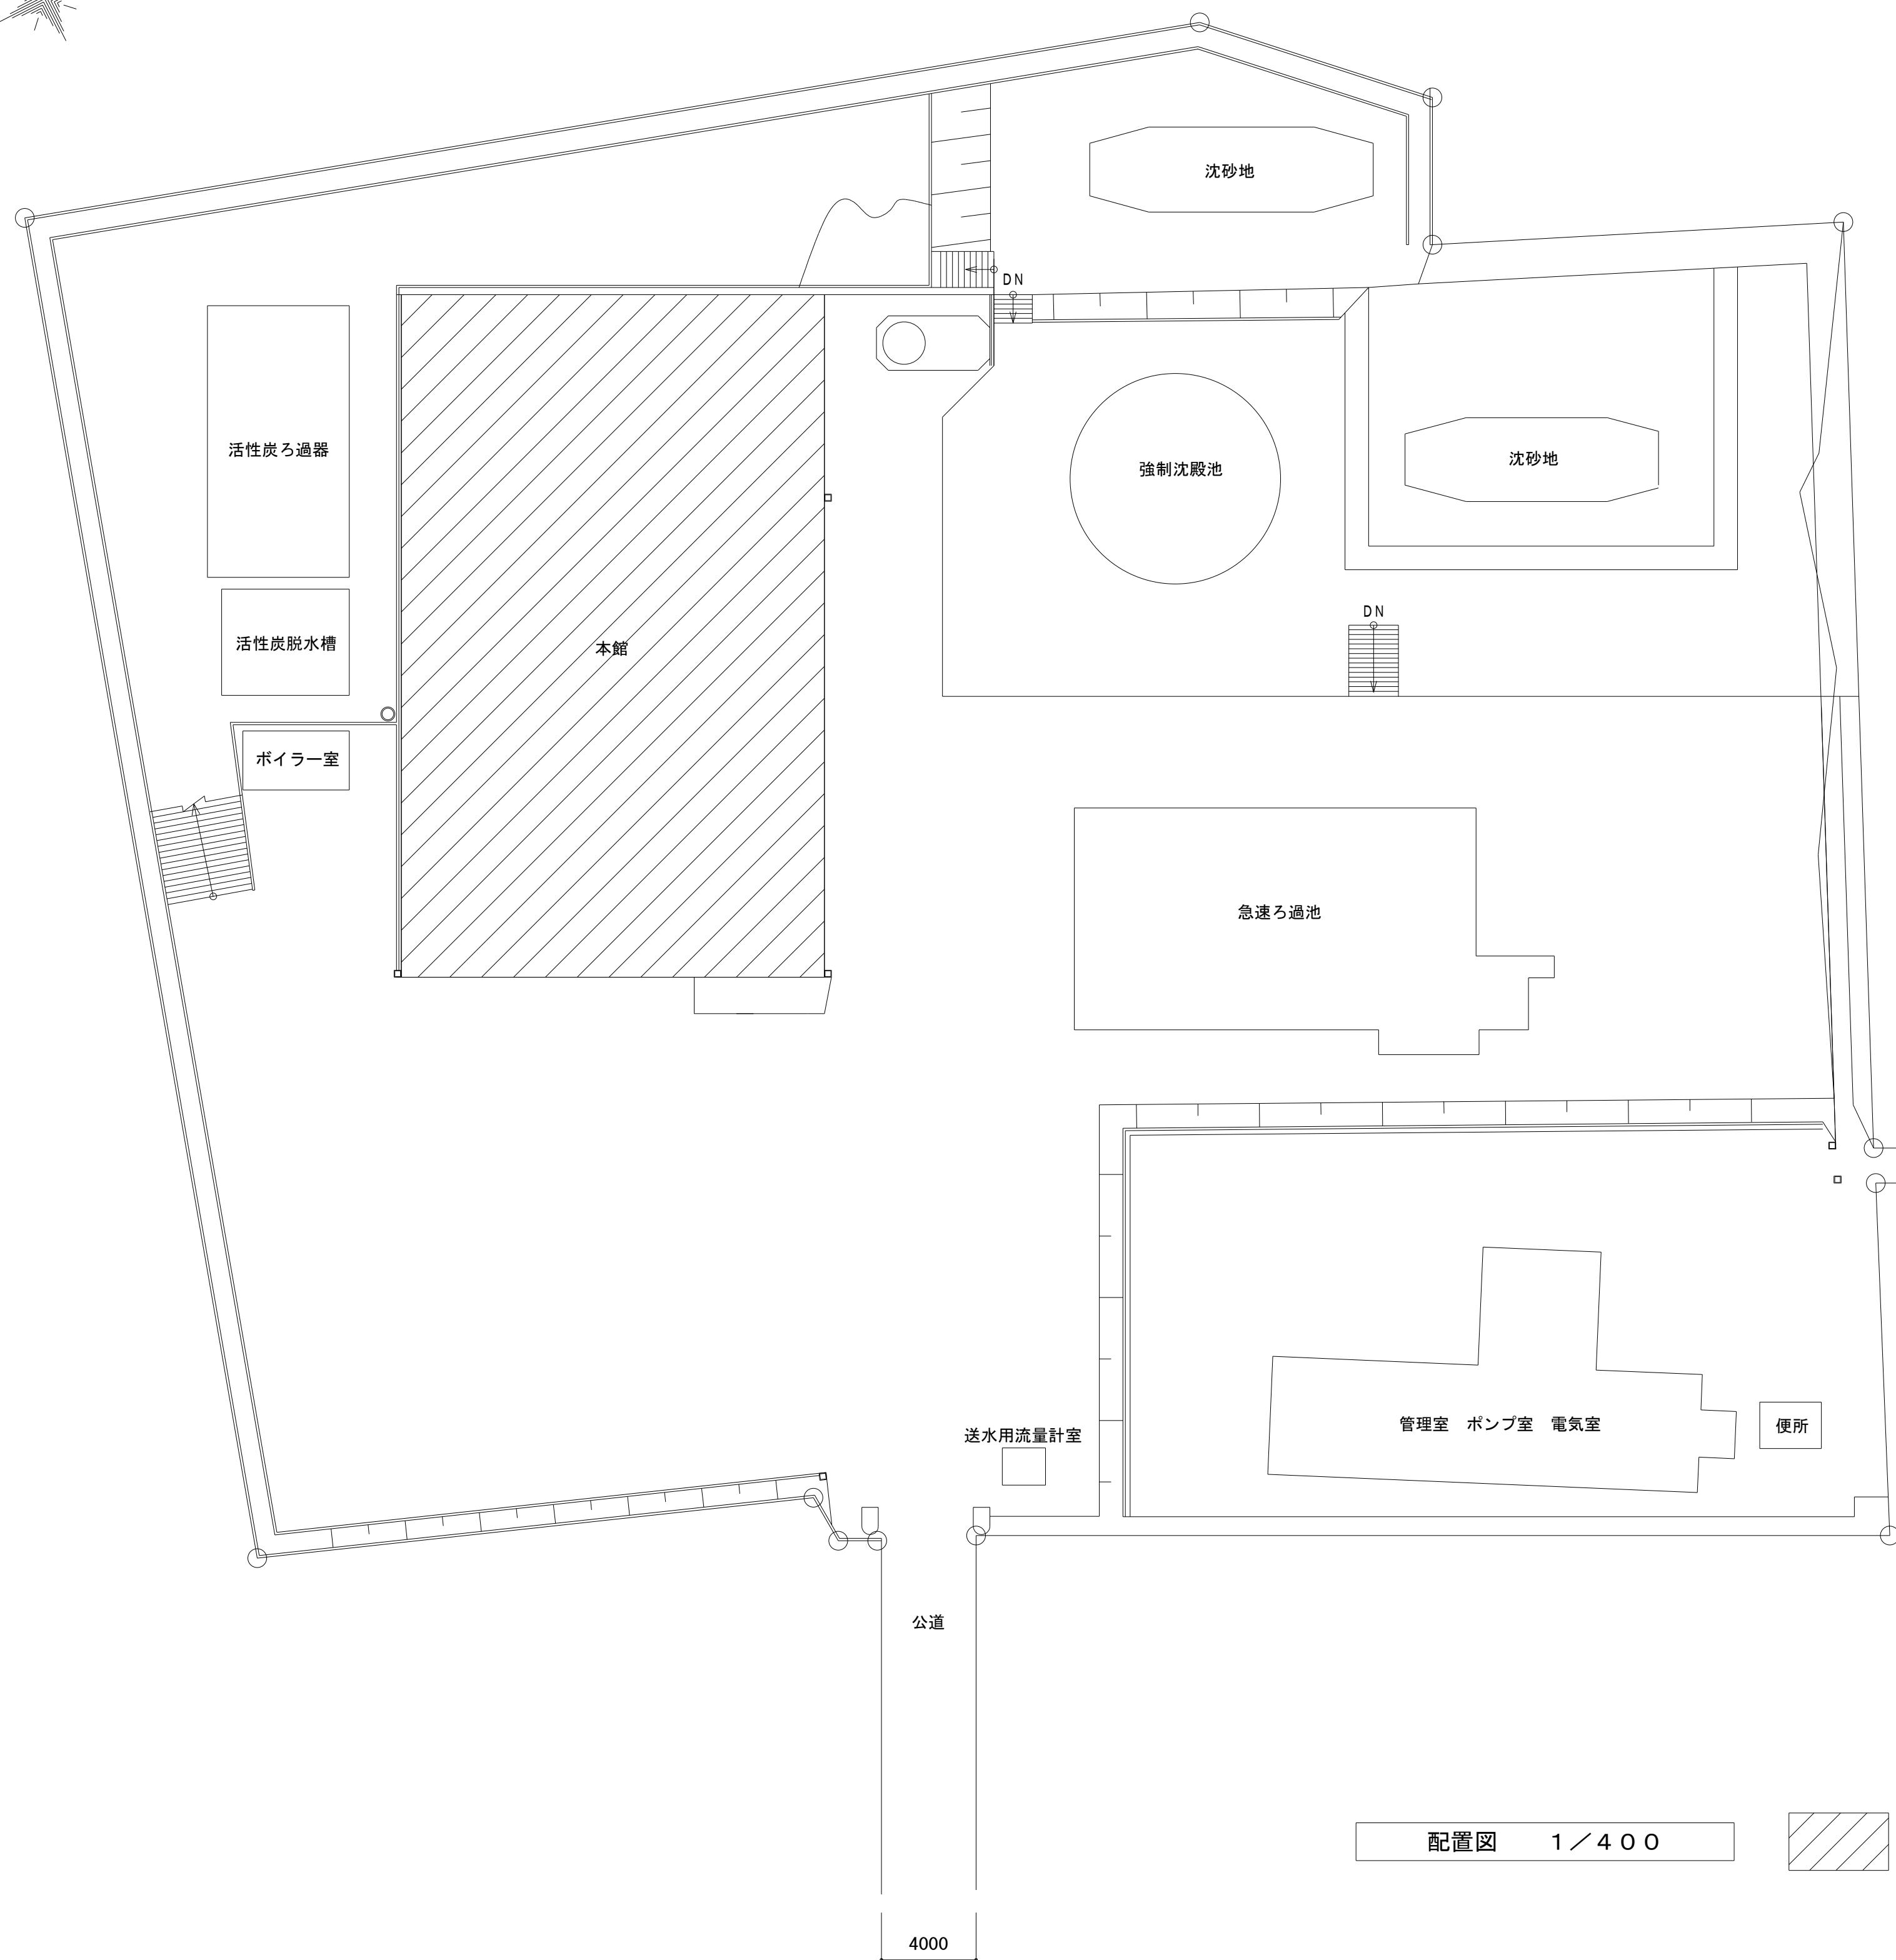 沈砂地
DN
活性炭ろ過器
強制沈殿池
沈砂地
DN
活性炭脱水槽
本館
ボイラー室
急速ろ過池
管理室　ポンプ室　電気室
便所
送水用流量計室
公道
配置図　　１／４００
4000